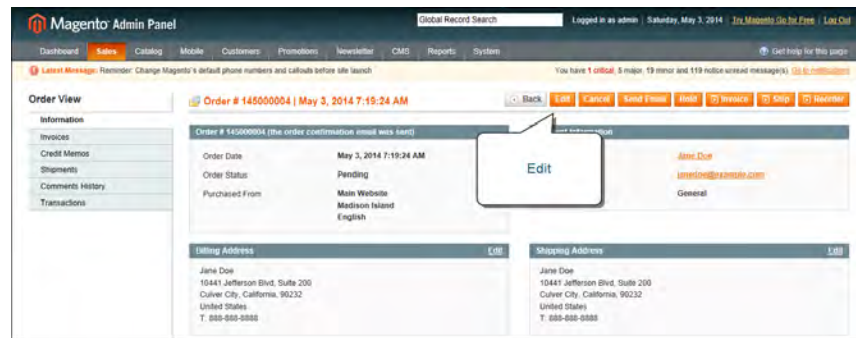 Magento Admin Panel
Global Record Search
Logged in as admin | Saturday, May 3, 2014 | Try Magento Go for Free | Log Out
Dashboard Sales Catalog Mobile Customers Promotions Newsletter CMS Reports System
Get help for this page
Latest Message: Reminder: Change Magento's default phone numbers and callouts before site launch
You have 1 critical, 5 major, 19 minor and 119 notice unread message(s). Go to notifications
Order View
Order # 145000004 | May 3, 2014 7:19:24 AM
Back Edit Cancel Send Email Hold Invoice Ship Reorder
Information
Invoices
Credit Memos
Shipments
Comments History
Transactions
Order # 145000004 (the order confirmation email was sent)
Order Date May 3, 2014 7:19:24 AM
Order Status Pending
Purchased From Main Website
Madison Island
English
Information
Jane Doe
janedoe@example.com
General
Edit
Billing Address Edit
Jane Doe
10441 Jefferson Blvd, Suite 200
Culver City, California, 90232
United States
T: 888-888-8888
Shipping Address Edit
Jane Doe
10441 Jefferson Blvd, Suite 200
Culver City, California, 90232
United States
T: 888-888-8888